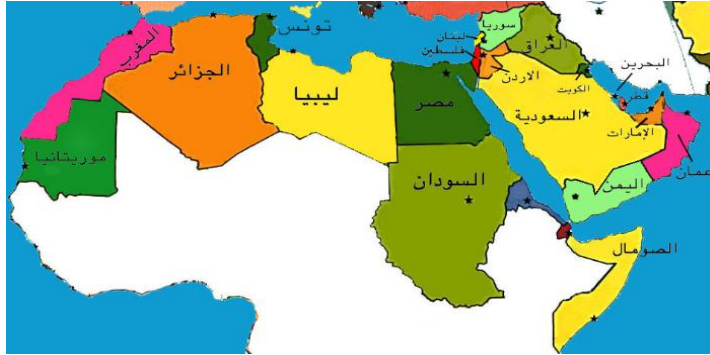 المغرب
الجزائر
تونس
ليبيا
مصر
موريتانيا
السودان
سوريا
لبنان
فلسطين
العراق
الاردن
الكويت
البحرين
قطر
السعودية
الإمارات
عمان
اليمن
الصومال